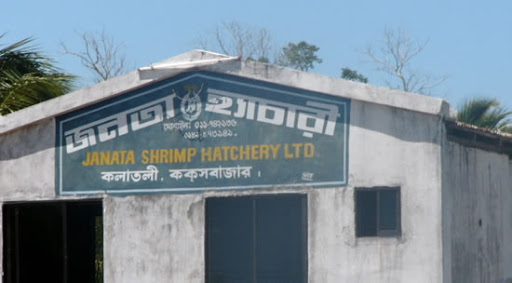 জনতা হ্যাচারী
JANATA SHRIMP HATCHERY LTD.
কলাতলী, কক্সবাজার।